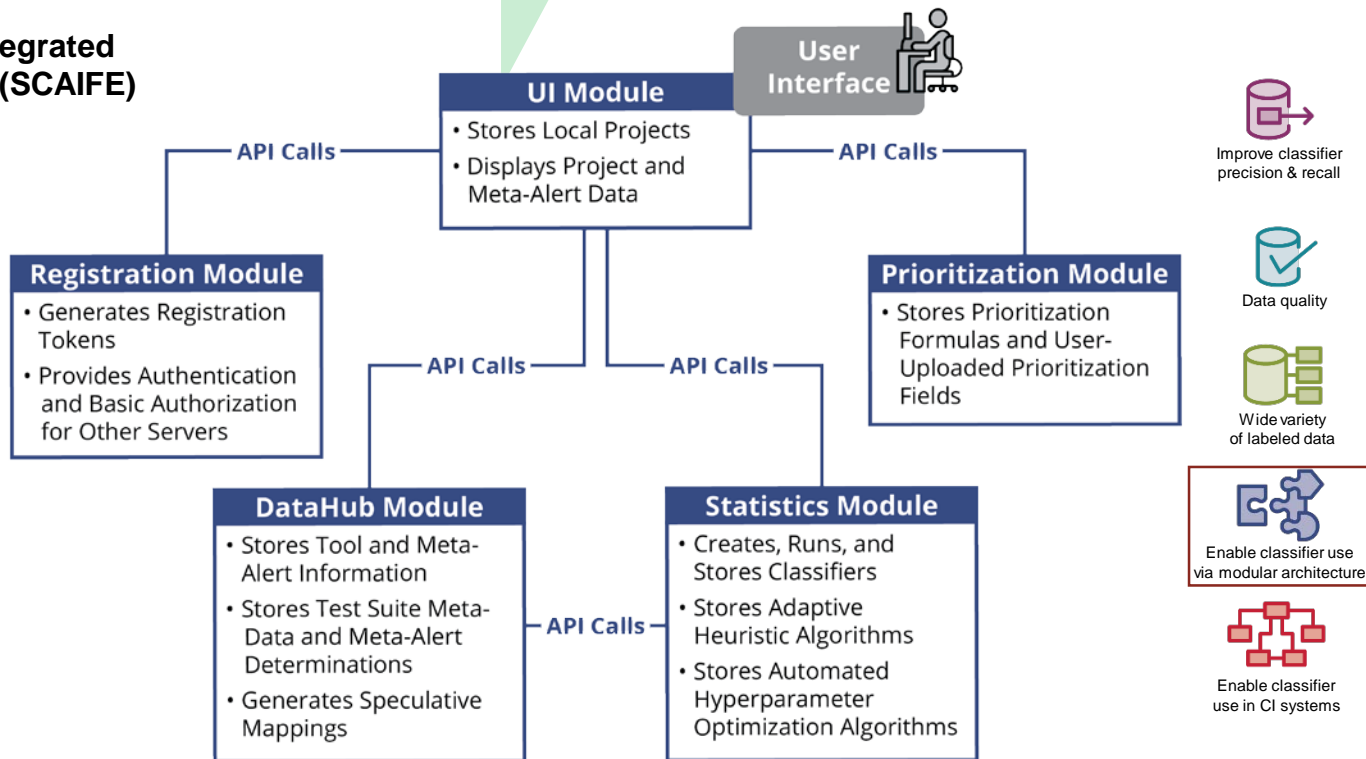 egrated
(SCAIFE)
User
Interface
UI Module
• Stores Local Projects
• Displays Project and
Meta-Alert Data
API Calls
API Calls
Registration Module
• Generates Registration
Tokens
• Provides Authentication
and Basic Authorization
for Other Servers
Prioritization Module
• Stores Prioritization
Formulas and User-
Uploaded Prioritization
Fields
API Calls
API Calls
DataHub Module
• Stores Tool and Meta-
Alert Information
• Stores Test Suite Meta-
Data and Meta-Alert
Determinations
• Generates Speculative
Mappings
API Calls
Statistics Module
• Creates, Runs, and
Stores Classifiers
• Stores Adaptive
Heuristic Algorithms
• Stores Automated
Hyperparameter
Optimization Algorithms
Improve classifier
precision & recall
Data quality
Wide variety
of labeled data
Enable classifier use
via modular architecture
Enable classifier
use in CI systems